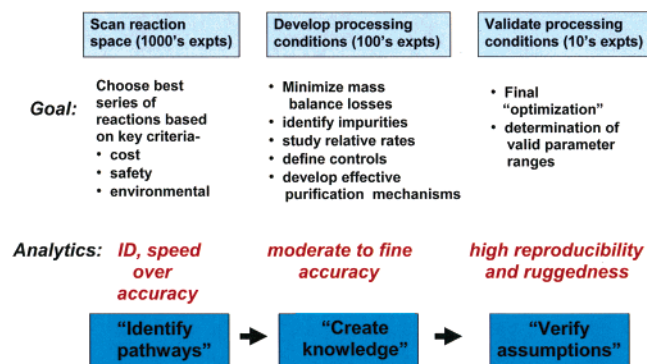 Scan reaction
space (1000's expts)
Develop processing
conditions (100's expts)
Validate processing
conditions (10's expts)
Goal:
Choose best
series of
reactions based
on key criteria-
• cost
• safety
• environmental
• Minimize mass
balance losses
• identify impurities
• study relative rates
• define controls
• develop effective
purification mechanisms
• Final
“optimization”
• determination of
valid parameter
ranges
Analytics:
ID, speed
over
accuracy
moderate to fine
accuracy
high reproducibility
and ruggedness
“Identify
pathways”
“Create
knowledge”
“Verify
assumptions”